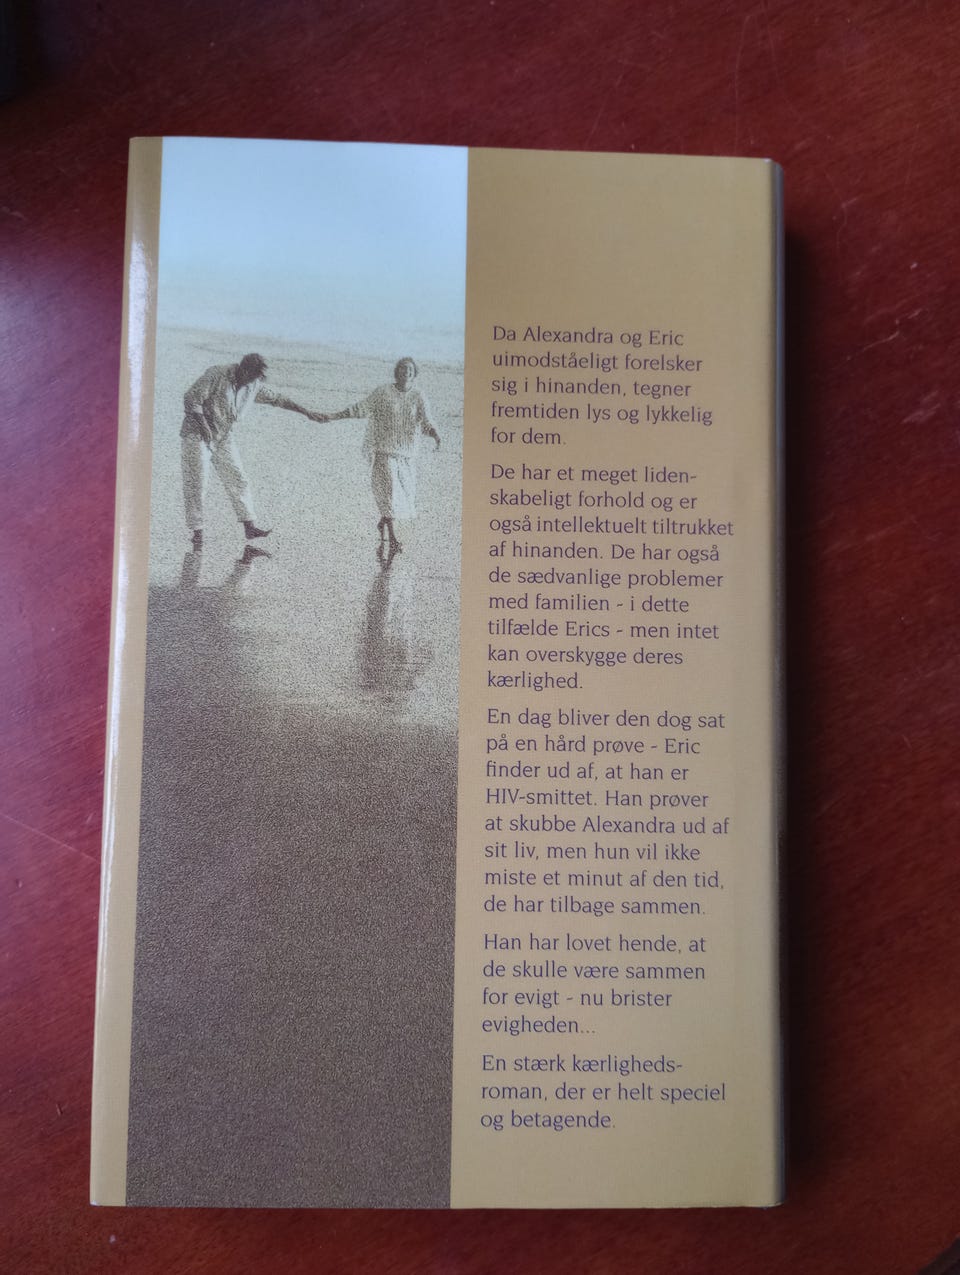 Da Alexandra og Eric
uimodståeligt forelsker
sig i hinanden, tegner
fremtiden lys og lykkelig
for dem.
De har et meget liden-
skabeligt forhold og er
også intellektuelt tiltrukket
af hinanden. De har også
de sædvanlige problemer
med familien - i dette
tilfælde Erics - men intet
kan overskygge deres
kærlighed.
En dag bliver den dog sat
på en hård prøve - Eric
finder ud af, at han er
HIV-smittet. Han prøver
at skubbe Alexandra ud af
sit liv, men hun vil ikke
miste et minut af den tid,
de har tilbage sammen.
Han har lovet hende, at
de skulle være sammen
for evigt - nu brister
evigheden...
En stærk kærligheds-
roman, der er helt speciel
og betagende.